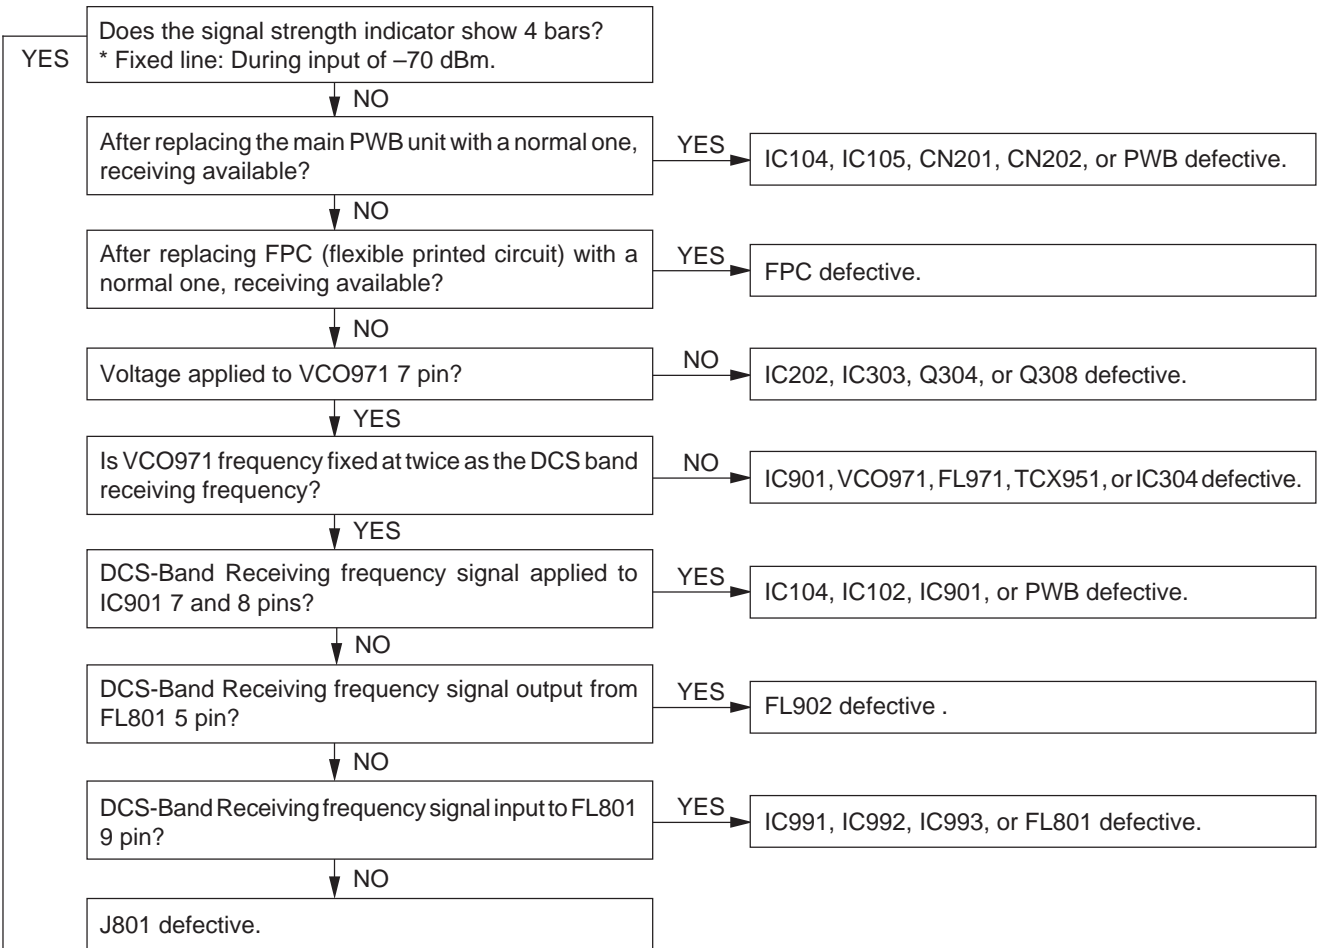 Does the signal strength indicator show 4 bars?
* Fixed line: During input of –70 dBm.
YES
NO
After replacing the main PWB unit with a normal one,
receiving available?
YES
IC104, IC105, CN201, CN202, or PWB defective.
NO
After replacing FPC (flexible printed circuit) with a
normal one, receiving available?
YES
FPC defective.
NO
Voltage applied to VCO971 7 pin?
NO
IC202, IC303, Q304, or Q308 defective.
YES
Is VCO971 frequency fixed at twice as the DCS band
receiving frequency?
NO
IC901, VCO971, FL971, TCX951, or IC304 defective.
YES
DCS-Band Receiving frequency signal applied to
IC901 7 and 8 pins?
YES
IC104, IC102, IC901, or PWB defective.
NO
DCS-Band Receiving frequency signal output from
FL801 5 pin?
YES
FL902 defective .
NO
DCS-Band Receiving frequency signal input to FL801
9 pin?
YES
IC991, IC992, IC993, or FL801 defective.
NO
J801 defective.